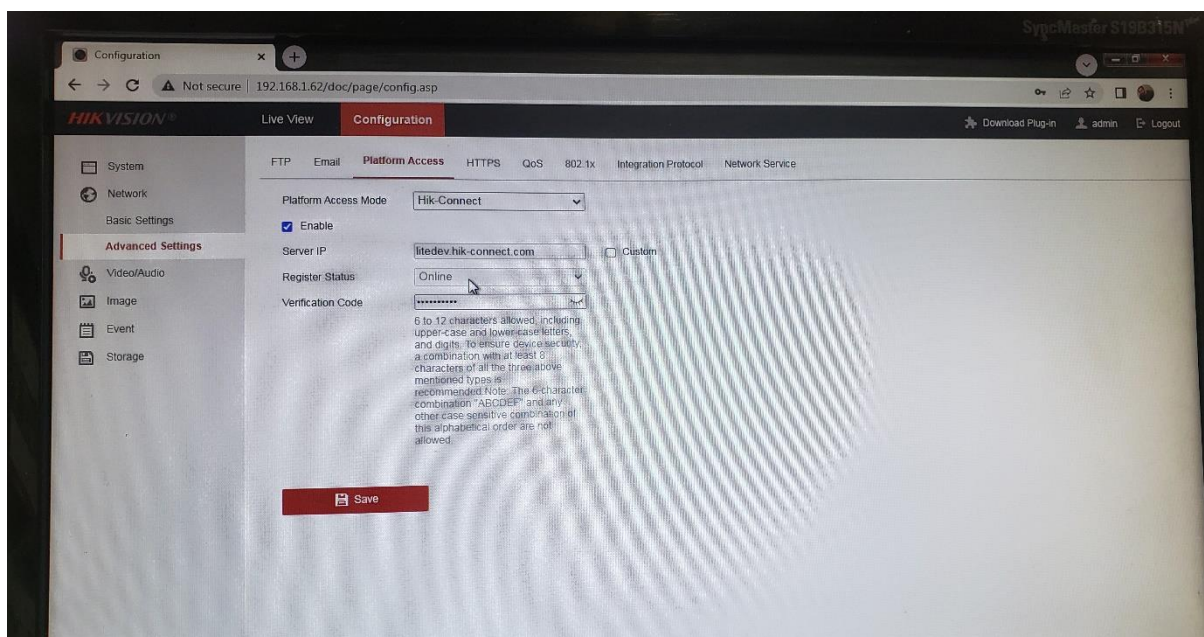 SyncMaster S19B315N
Configuration
Not secure
192.168.1.62/doc/page/config.asp
HIKVISION®
Live View
Configuration
Download Plug-in
admin
Logout
System
Network
Basic Settings
Advanced Settings
Video/Audio
Image
Event
Storage
FTP
Email
Platform Access
HTTPS
QoS
802.1x
Integration Protocol
Network Service
Platform Access Mode
Hik-Connect
Enable
Server IP
litedev.hik-connect.com
Custom
Register Status
Online
Verification Code
••••••••••
6 to 12 characters allowed, including
upper-case and lower-case letters,
and digits. To ensure device security,
a combination with at least 8
characters of all the three above
mentioned types is
recommended.Note: The 6-character
combination "ABCDEF" and any
other case sensitive combination of
this alphabetical order are not
allowed.
Save